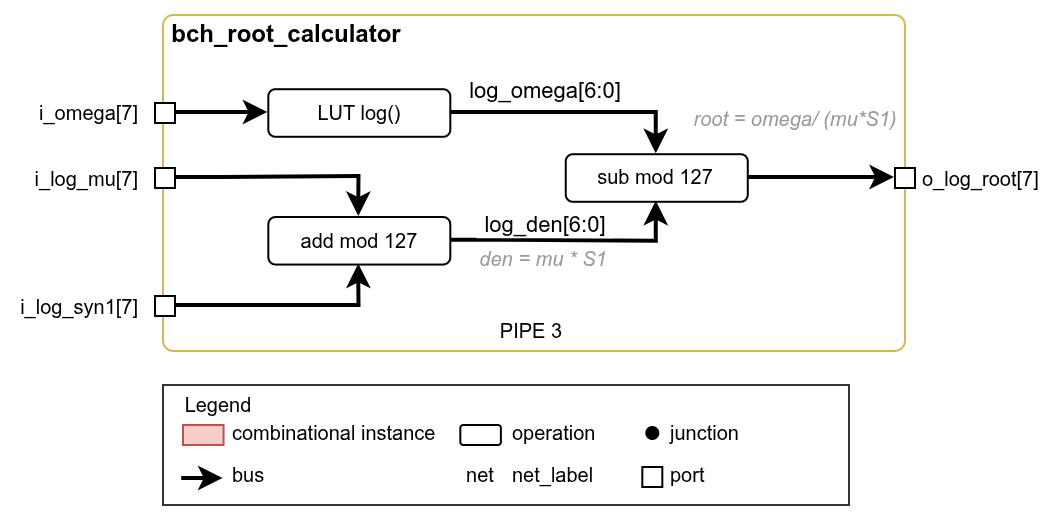 bch_root_calculator
i_omega[7]
LUT log()
log_omega[6:0]
root = omega/ (mu*S1)
i_log_mu[7]
sub mod 127
o_log_root[7]
add mod 127
log_den[6:0]
den = mu * S1
i_log_syn1[7]
PIPE 3
Legend
combinational instance
operation
junction
bus
net net_label
port